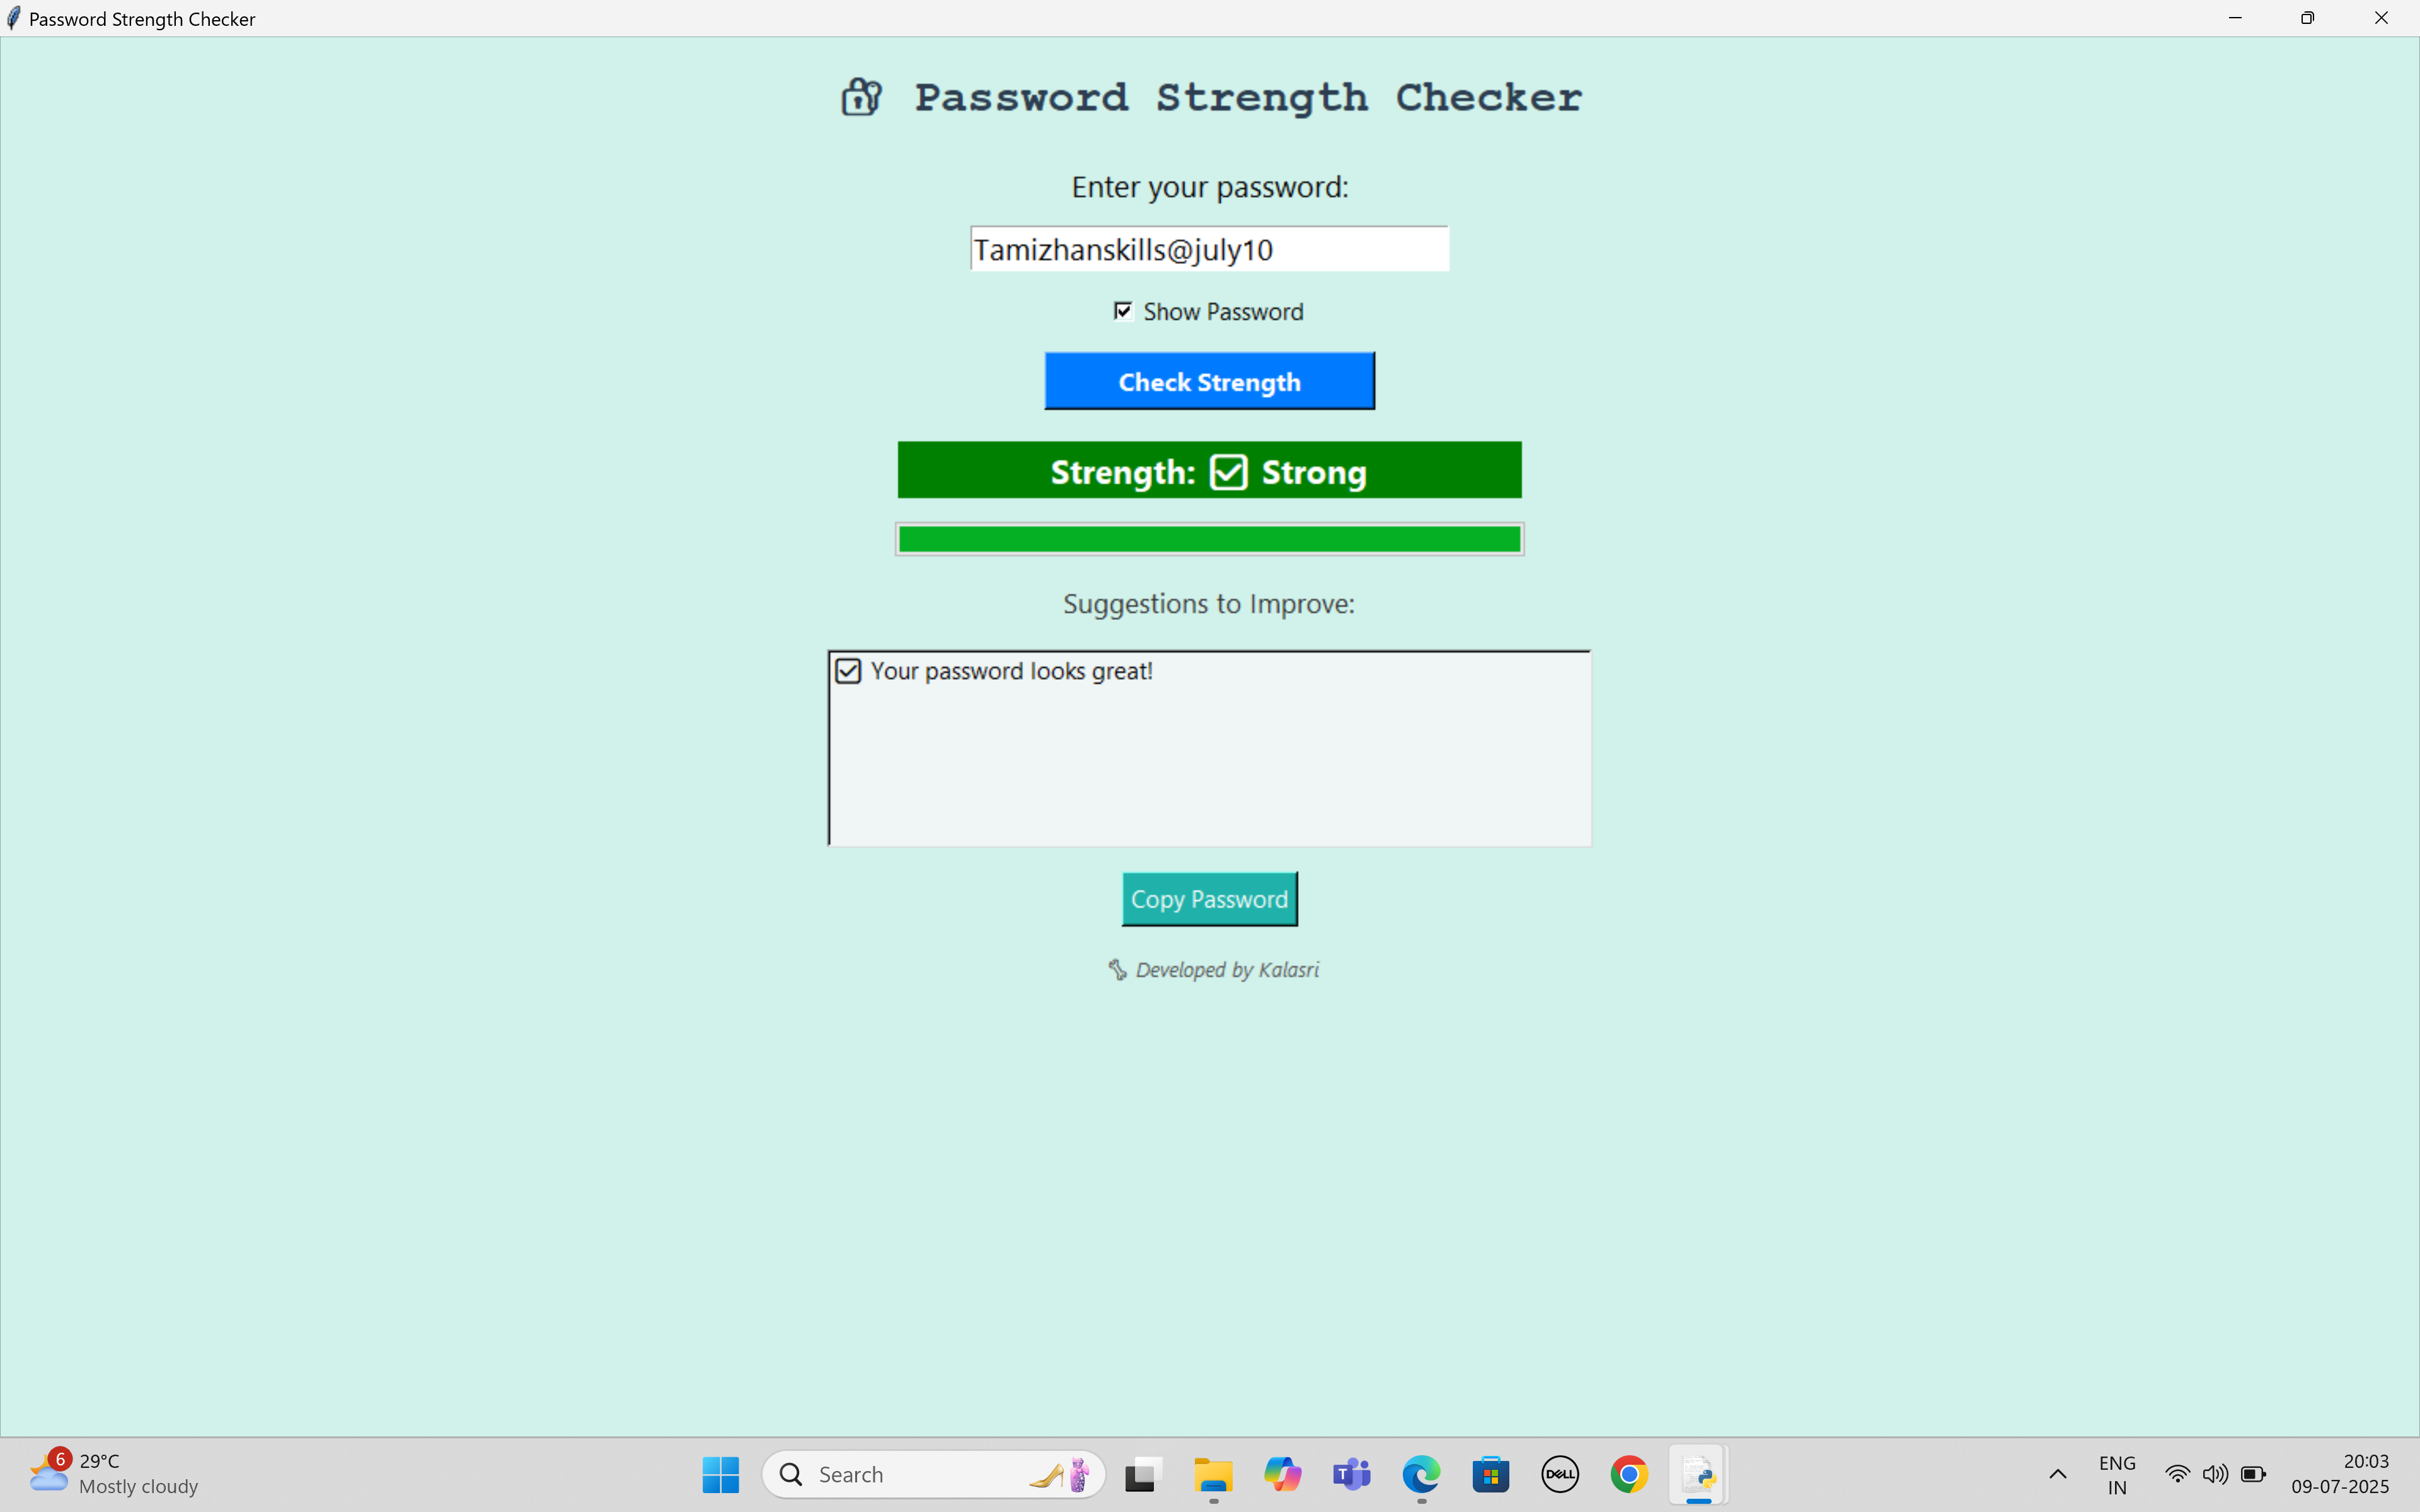 Password Strength Checker
Password Strength Checker
Enter your password:
Tamizhanskills@july10
Show Password
Check Strength
Strength: Strong
Suggestions to Improve:
Your password looks great!
Copy Password
Developed by Kalasri
6
29°C
Mostly cloudy
Search
T
DELL
ENG
IN
20:03
09-07-2025